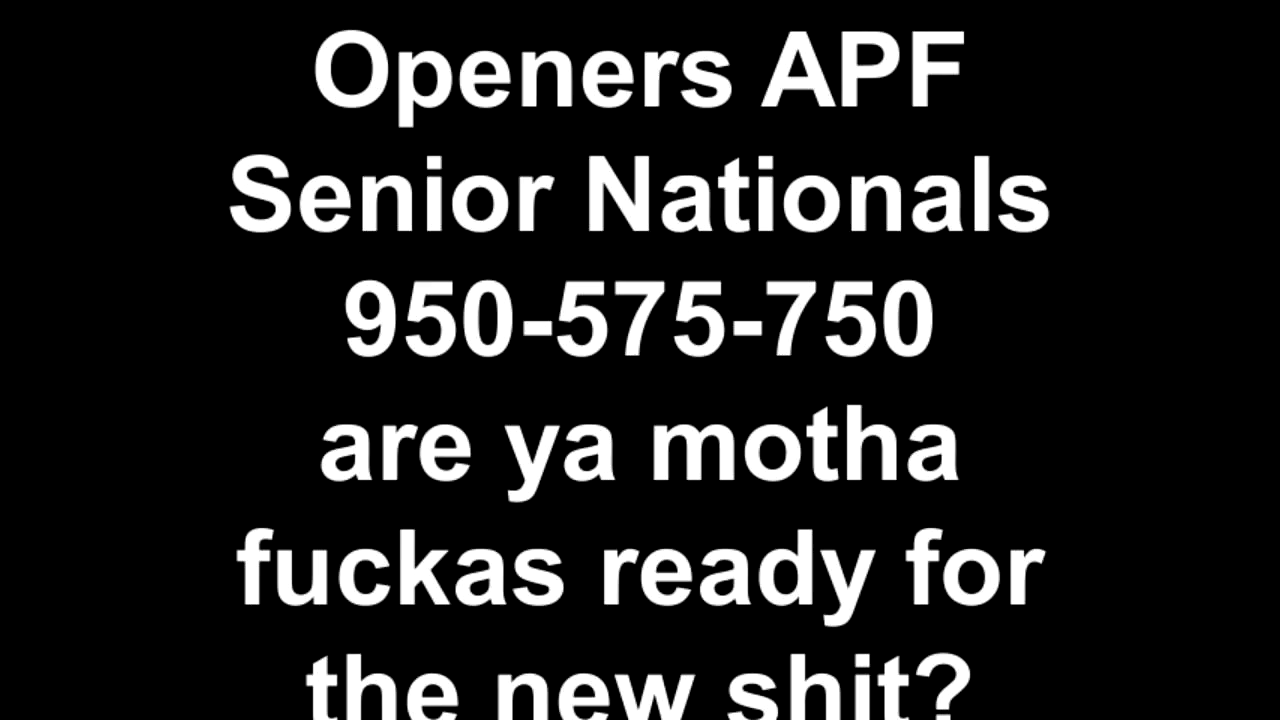 Openers APF
Senior Nationals
950-575-750
are ya motha
fuckas ready for
the new shit?